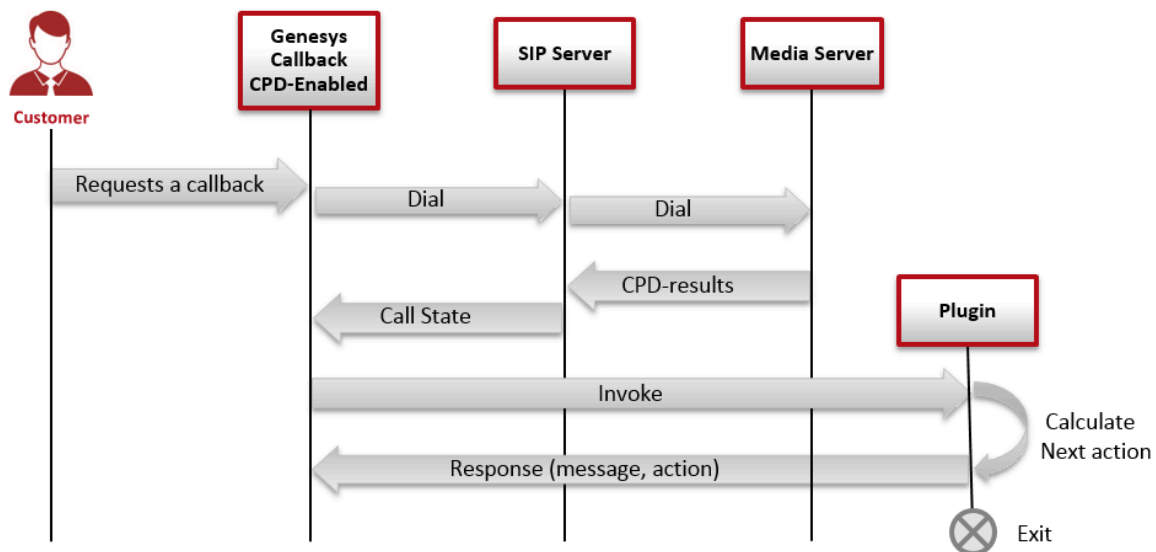 Customer
Genesys
Callback
CPD-Enabled
SIP Server
Media Server
Requests a callback
Dial
Dial
CPD-results
Call State
Plugin
Invoke
Calculate
Next action
Response (message, action)
Exit